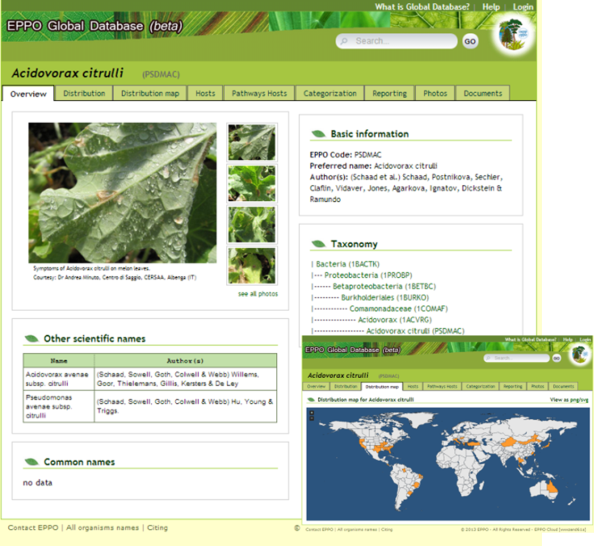 What is Global Database? | Help | Login
EPPO Global Database (beta)
Search...
GO
Acidovorax citrulli (PSDMAC)
Overview
Distribution
Distribution map
Hosts
Pathways Hosts
Categorization
Reporting
Photos
Documents
Symptoms of Acidovorax citrulli on melon leaves.
Courtesy: Dr Andrea Minuto, Centro di Saggio, CERSAA, Albenga (IT)
see all photos
Basic information
EPPO Code: PSDMAC
Preferred name: Acidovorax citrulli
Author(s): (Schaad et al.) Schaad, Postnikova, Sechler,
Claflin, Vidaver, Jones, Agarkova, Ignatov, Dickstein &
Ramundo
Taxonomy
| Bacteria (1BACTK)
|--- Proteobacteria (1PROBP)
|------ Betaproteobacteria (1BETBC)
|--------- Burkholderiales (1BURKO)
|------------ Comamonadaceae (1COMAF)
|--------------- Acidovorax (1ACVRG)
|------------------ Acidovorax citrulli (PSDMAC)
Other scientific names
Name Author(s)
Acidovorax avenae subsp. citrulli
(Schaad, Sowell, Goth, Colwell & Webb) Willems, Goor, Thielemans, Gillis, Kersters & De Ley
Pseudomonas avenae subsp. citrulli
(Schaad, Sowell, Goth, Colwell & Webb) Hu, Young & Triggs
Common names
no data
Contact EPPO | All organisms names | Citing
©
What is Global Database? | Help | Login
EPPO Global Database (beta)
Search...
GO
Acidovorax citrulli (PSDMAC)
Overview
Distribution
Distribution map
Hosts
Pathways Hosts
Categorization
Reporting
Photos
Documents
Distribution map for Acidovorax citrulli
View as png/svg
Contact EPPO | All organisms names | Citing
EPPO - All Rights Reserved - EPPO Cloud